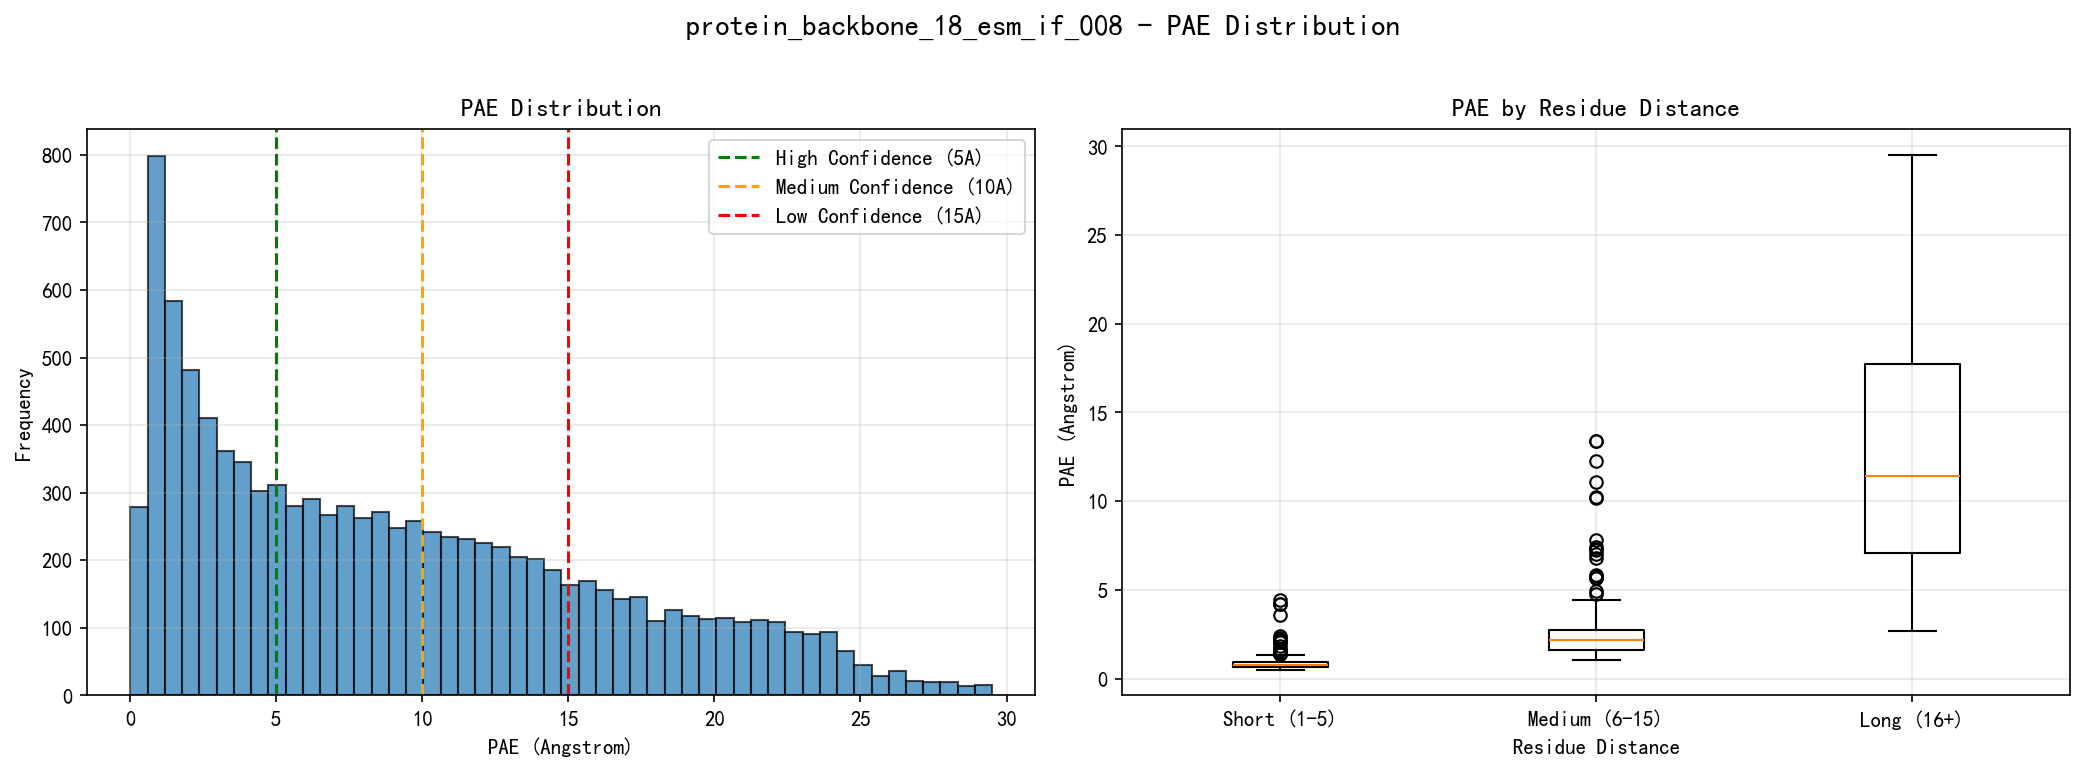 protein_backbone_18_esm_if_008 - PAE Distribution
PAE Distribution
High Confidence (5A)
Medium Confidence (10A)
Low Confidence (15A)
Frequency
800
700
600
500
400
300
200
100
0
0 5 10 15 20 25 30
PAE (Angstrom)
PAE by Residue Distance
PAE (Angstrom)
30
25
20
15
10
5
0
Short (1-5) Medium (6-15) Long (16+)
Residue Distance